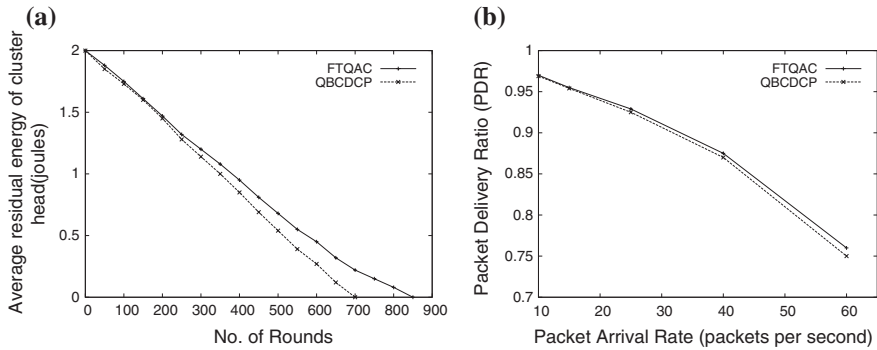 (a)
Average residual energy of cluster
head(joules)
2
1.5
1
0.5
0
0 100 200 300 400 500 600 700 800 900
No. of Rounds
FTQAC
QBCDCP
(b)
Packet Delivery Ratio (PDR)
1
0.95
0.9
0.85
0.8
0.75
0.7
10 20 30 40 50 60
Packet Arrival Rate (packets per second)
FTQAC
QBCDCP